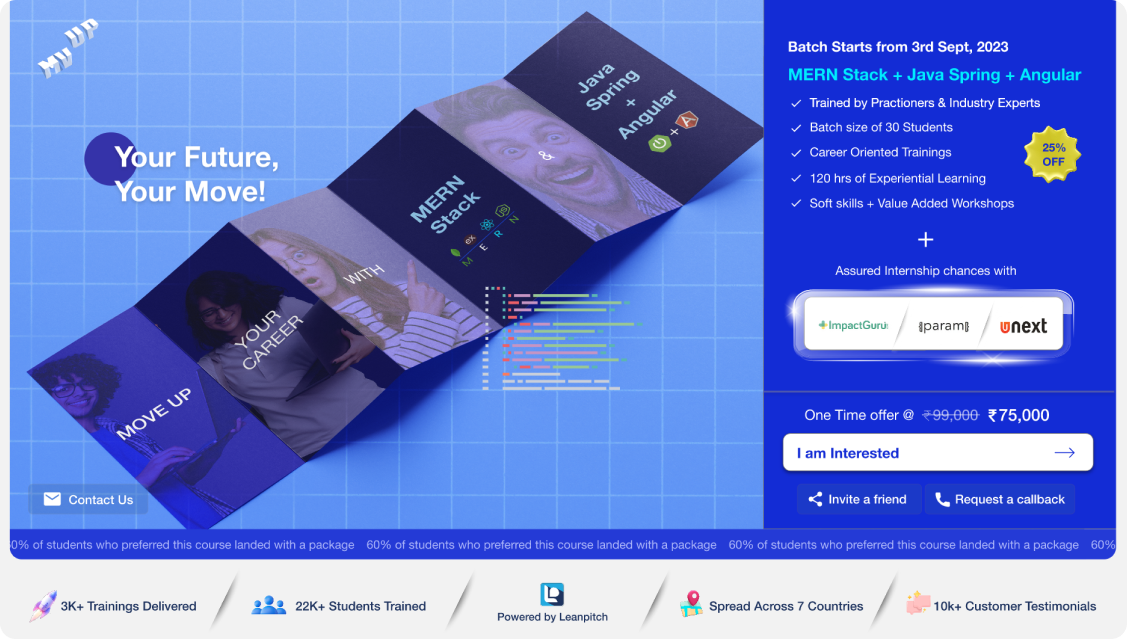 MY UP
Your Future,
Your Move!
MOVE UP
YOUR
CAREER
WITH
MERN
Stack
ex
M E R N
&
Java
Spring
+
Angular
+ A
Contact Us
Batch Starts from 3rd Sept, 2023
MERN Stack + Java Spring + Angular
Trained by Practioners & Industry Experts
Batch size of 30 Students
Career Oriented Trainings
120 hrs of Experiential Learning
Soft skills + Value Added Workshops
25%
OFF
+
Assured Internship chances with
ImpactGuru
{param}
unext
One Time offer @ ₹99,000 ₹75,000
I am Interested
Invite a friend
Request a callback
0% of students who preferred this course landed with a package 60% of students who preferred this course landed with a package 60% of students who preferred this course landed with a package 60%
3K+ Trainings Delivered
22K+ Students Trained
Powered by Leanpitch
Spread Across 7 Countries
10k+ Customer Testimonials